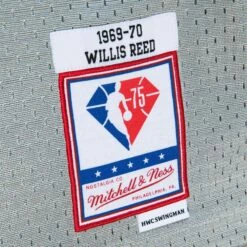 1969-70
WILLIS REED
75
NOSTALGIA CO.
Mitchell & Ness
PHILADELPHIA, PA.
HWC SWINGMAN